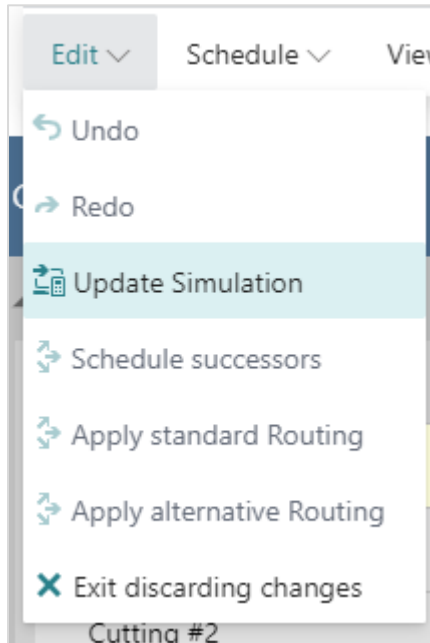 Edit Schedule
Undo
Redo
Update Simulation
Schedule successors
Apply standard Routing
Apply alternative Routing
Exit discarding changes
Cutting #2